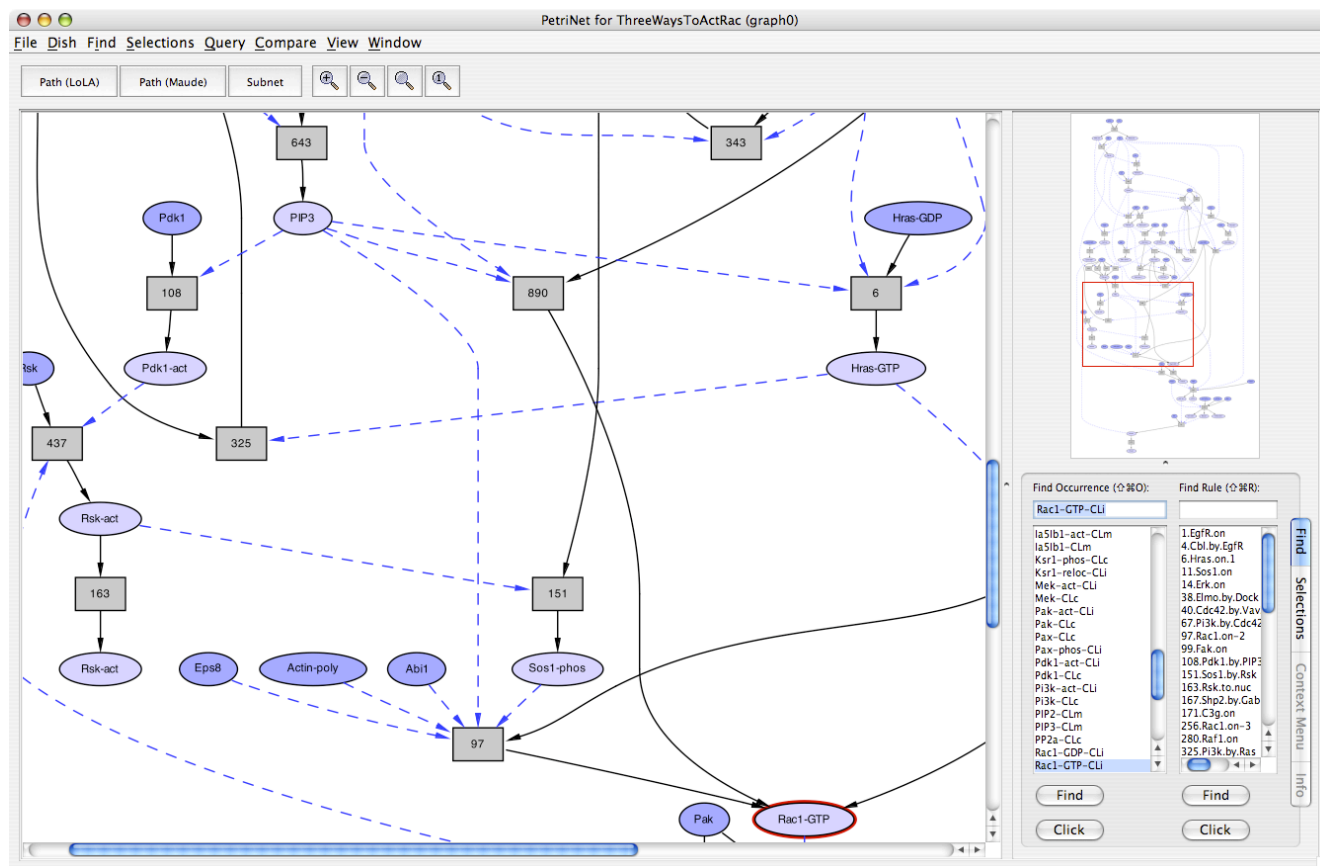 PetriNet for ThreeWaysToActRac (graph0)
File Dish Find Selections Query Compare View Window
Path (LoLA) Path (Maude) Subnet
643
343
Pdk1
PIP3
Hras-GDP
108
890
6
Rsk
Pdk1-act
Hras-GTP
437
325
Rsk-act
163
151
Rsk-act
Eps8
Actin-poly
Abi1
Sos1-phos
97
Pak
Rac1-GTP
Find Occurrence (⇧⌘O):
Rac1-GTP-CLi
Ia5Ib1-act-CLm
Ia5Ib1-CLm
Ksr1-phos-CLc
Ksr1-reloc-CLi
Mek-act-CLi
Mek-CLc
Pak-act-CLi
Pak-CLc
Pax-CLc
Pax-phos-CLc
Pdk1-act-CLi
Pdk1-CLc
Pi3k-act-CLi
Pi3k-CLc
PIP2-CLm
PIP3-CLm
PP2a-CLc
Rac1-GDP-CLi
Rac1-GTP-CLi
Find
Click
Find Rule (⇧⌘R):
1.EgfR.on
4.Cbl.by.EgfR
6.Hras.on.1
11.Sos1.on
14.Erk.on
38.Elmo.by.Dock
40.Cdc42.by.Vav
67.Pi3k.by.Cdc42
97.Rac1.on-2
99.Fak.on
108.Pdk1.by.PIP3
151.Sos1.by.Rsk
163.Rsk.to.nuc
167.Shp2.by.Gab
171.C3g.on
256.Rac1.on-3
280.Raf1.on
325.Pi3k.by.Ras
Find
Click
Find
Selections
Context Menu
Info